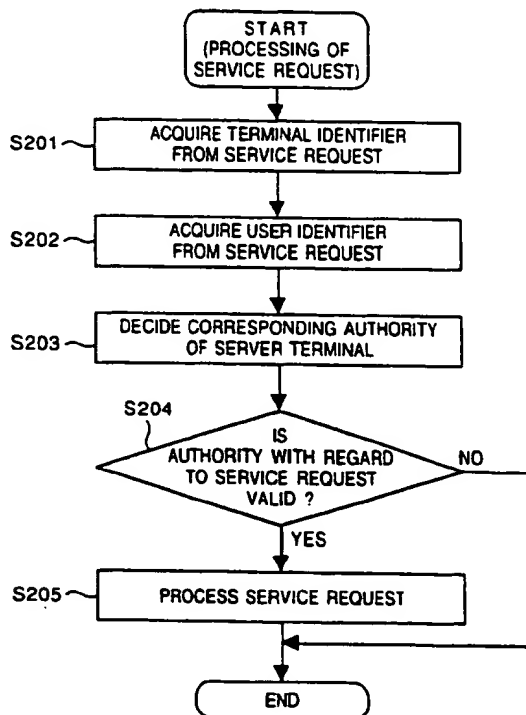 START
(PROCESSING OF
SERVICE REQUEST)
S201
ACQUIRE TERMINAL IDENTIFIER
FROM SERVICE REQUEST
S202
ACQUIRE USER IDENTIFIER
FROM SERVICE REQUEST
S203
DECIDE CORRESPONDING AUTHORITY
OF SERVER TERMINAL
S204
IS
AUTHORITY WITH REGARD
TO SERVICE REQUEST
VALID ?
NO
YES
S205
PROCESS SERVICE REQUEST
END